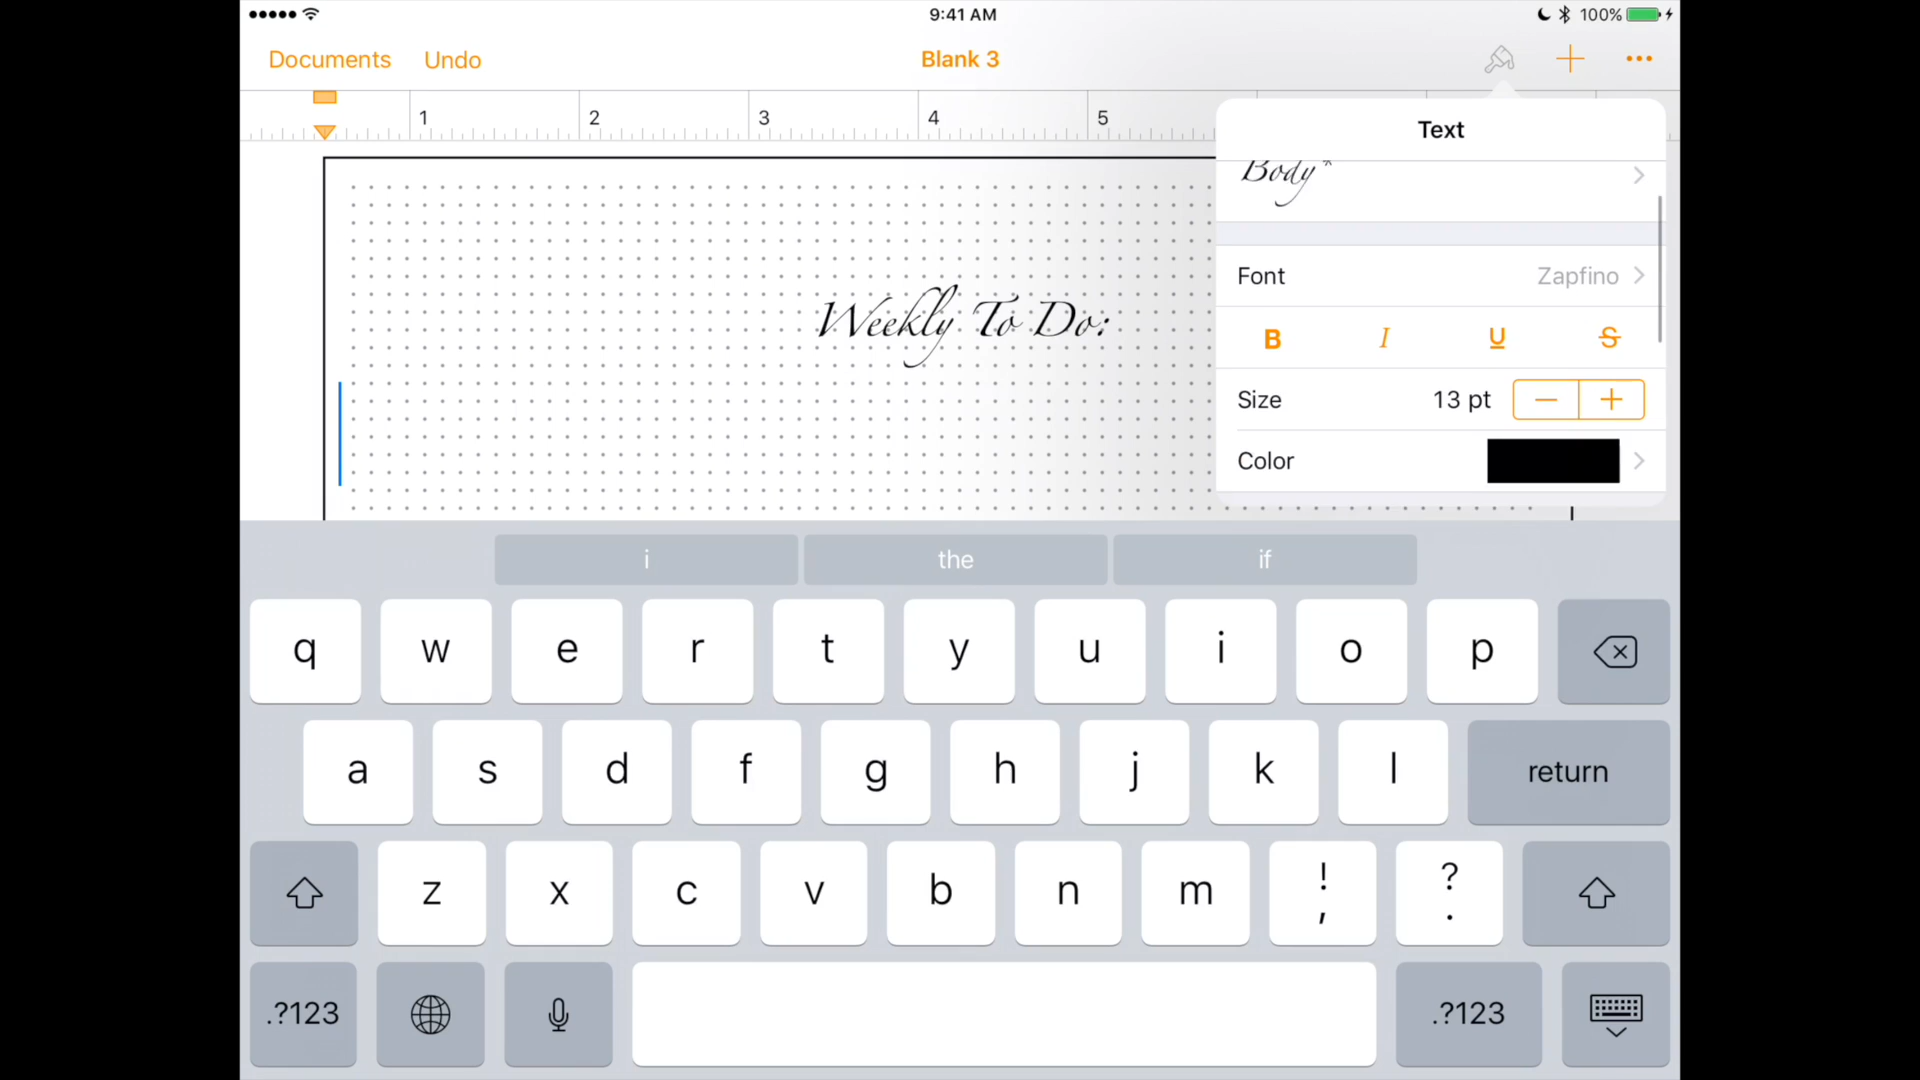 9:41 AM
100%
Documents Undo
Blank 3
1 2 3 4 5
Text
Body*
Font Zapfino
B I U S
Size 13 pt
Color
Weekly To Do:
i the if
q w e r t y u i o p
a s d f g h j k l return
z x c v b n m ! , ? .
.?123 .?123